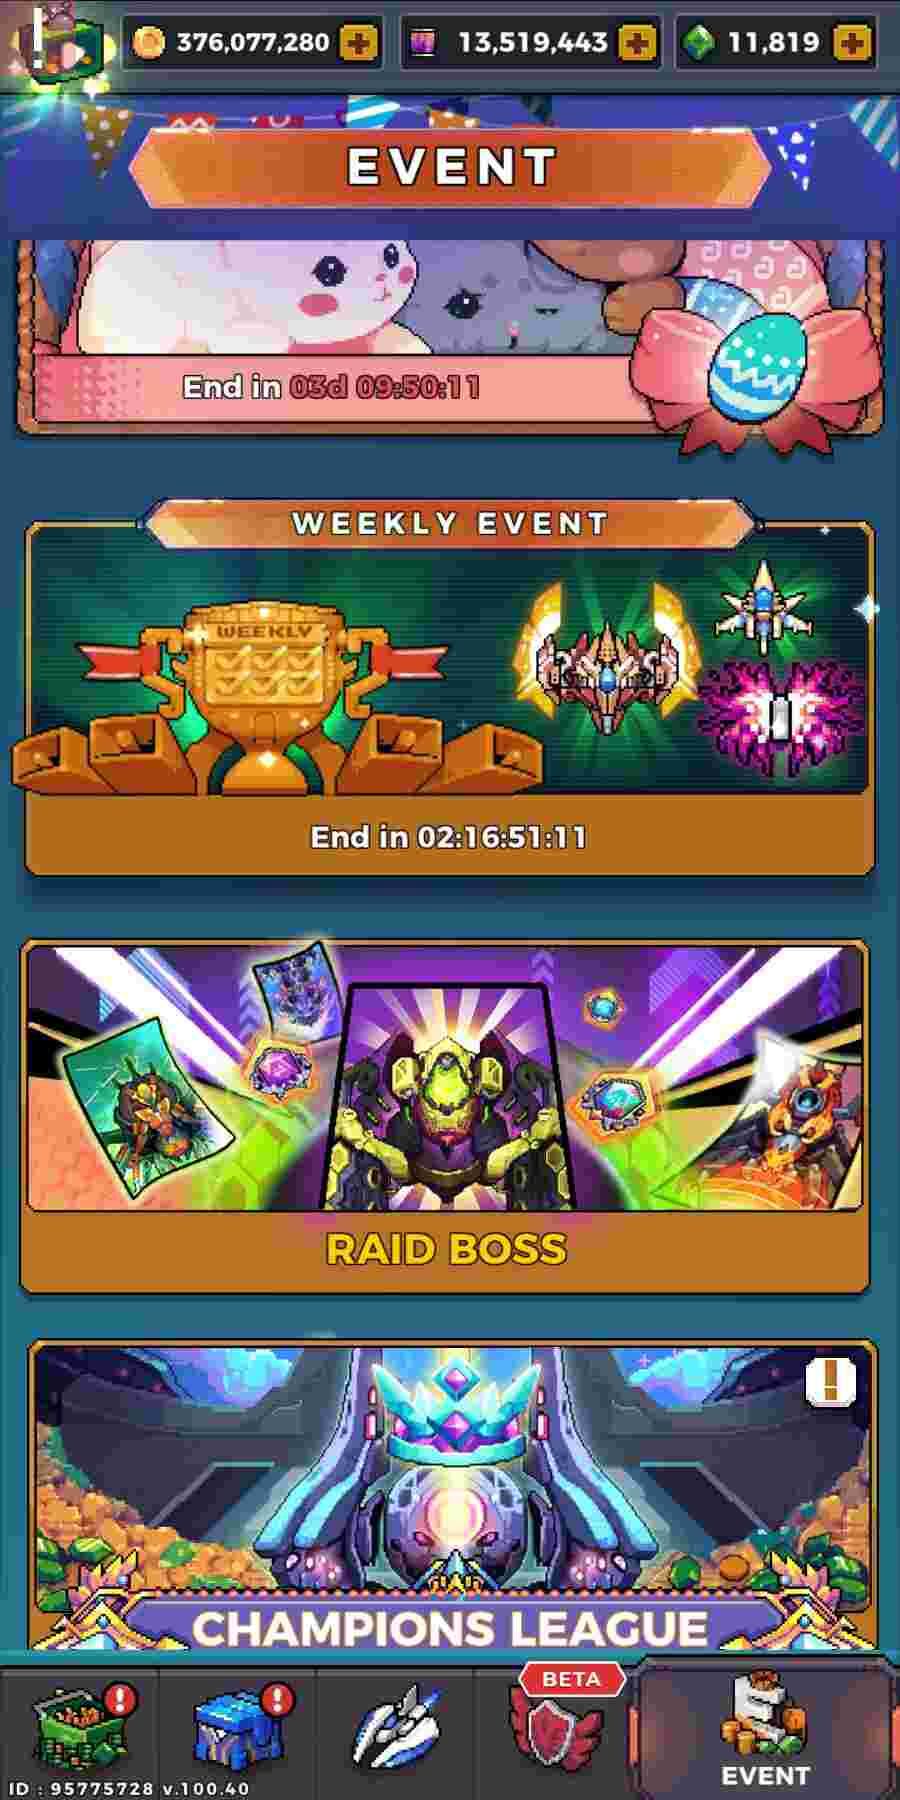 376,077,280
13,519,443
11,819
EVENT
End in 03d 09:50:11
WEEKLY EVENT
WEEKLY
End in 02:16:51:11
RAID BOSS
!
CHAMPIONS LEAGUE
BETA
!
!
EVENT
ID : 95775728 v.100.40